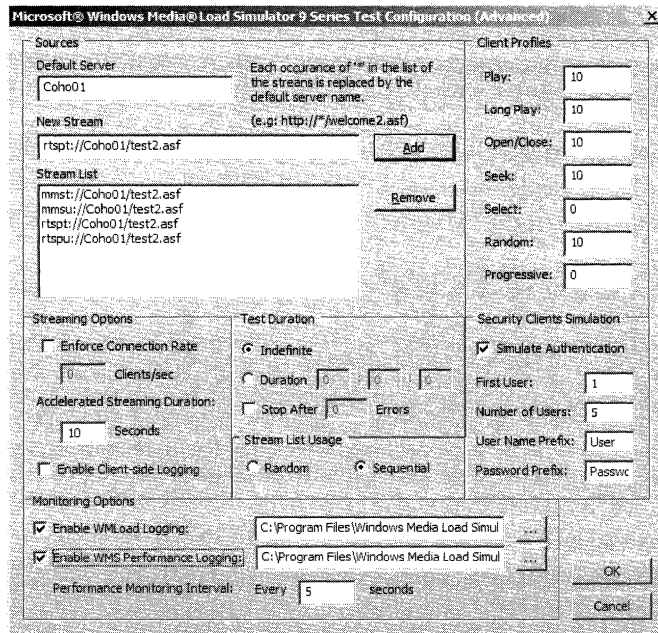 Microsoft® Windows Media® Load Simulator 9 Series Test Configuration (Advanced)
Sources
Default Server
Coho01
Each occurance of '*' in the list of
the streans is replaced by the
default server name.
(e.g: http://*/welcome2.asf)
New Stream
rtspt://Coho01/test2.asf
Add
Stream List
mmst://Coho01/test2.asf
mmsu://Coho01/test2.asf
rtspt://Coho01/test2.asf
rtspu://Coho01/test2.asf
Remove
Client Profiles
Play: 10
Long Play: 10
Open/Close: 10
Seek: 10
Select: 0
Random: 10
Progressive: 0
Streaming Options
Enforce Connection Rate
0 Clients/sec
Accelerated Streaming Duration:
10 Seconds
Enable Client-side Logging
Test Duration
Indefinite
Duration 0 : 0 : 0
Stop After 0 Errors
Stream List Usage
Random Sequential
Security Clients Simulation
Simulate Authentication
First User: 1
Number of Users: 5
User Name Prefix: User
Password Prefix: Passwc
Monitoring Options
Enable WMLoad Logging: C:\Program Files\Windows Media Load Simul ...
Enable WMS Performance Logging: C:\Program Files\Windows Media Load Simul ...
Performance Monitoring Interval: Every 5 seconds
OK
Cancel